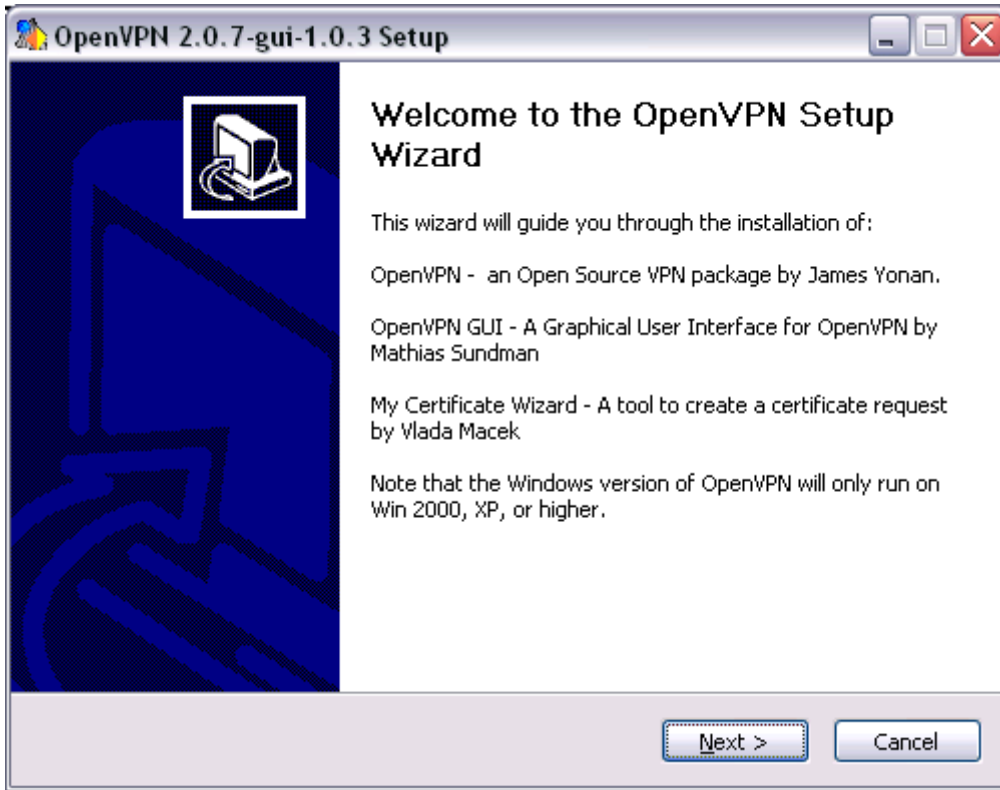 OpenVPN 2.0.7-gui-1.0.3 Setup
Welcome to the OpenVPN Setup
Wizard
This wizard will guide you through the installation of:
OpenVPN -  an Open Source VPN package by James Yonan.
OpenVPN GUI - A Graphical User Interface for OpenVPN by
Mathias Sundman
My Certificate Wizard - A tool to create a certificate request
by Vlada Macek
Note that the Windows version of OpenVPN will only run on
Win 2000, XP, or higher.
Next >
Cancel